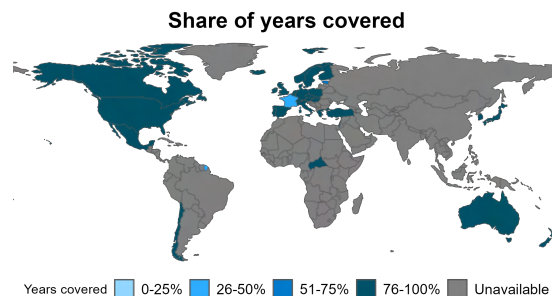 Share of years covered
Years covered 0-25% 26-50% 51-75% 76-100% Unavailable